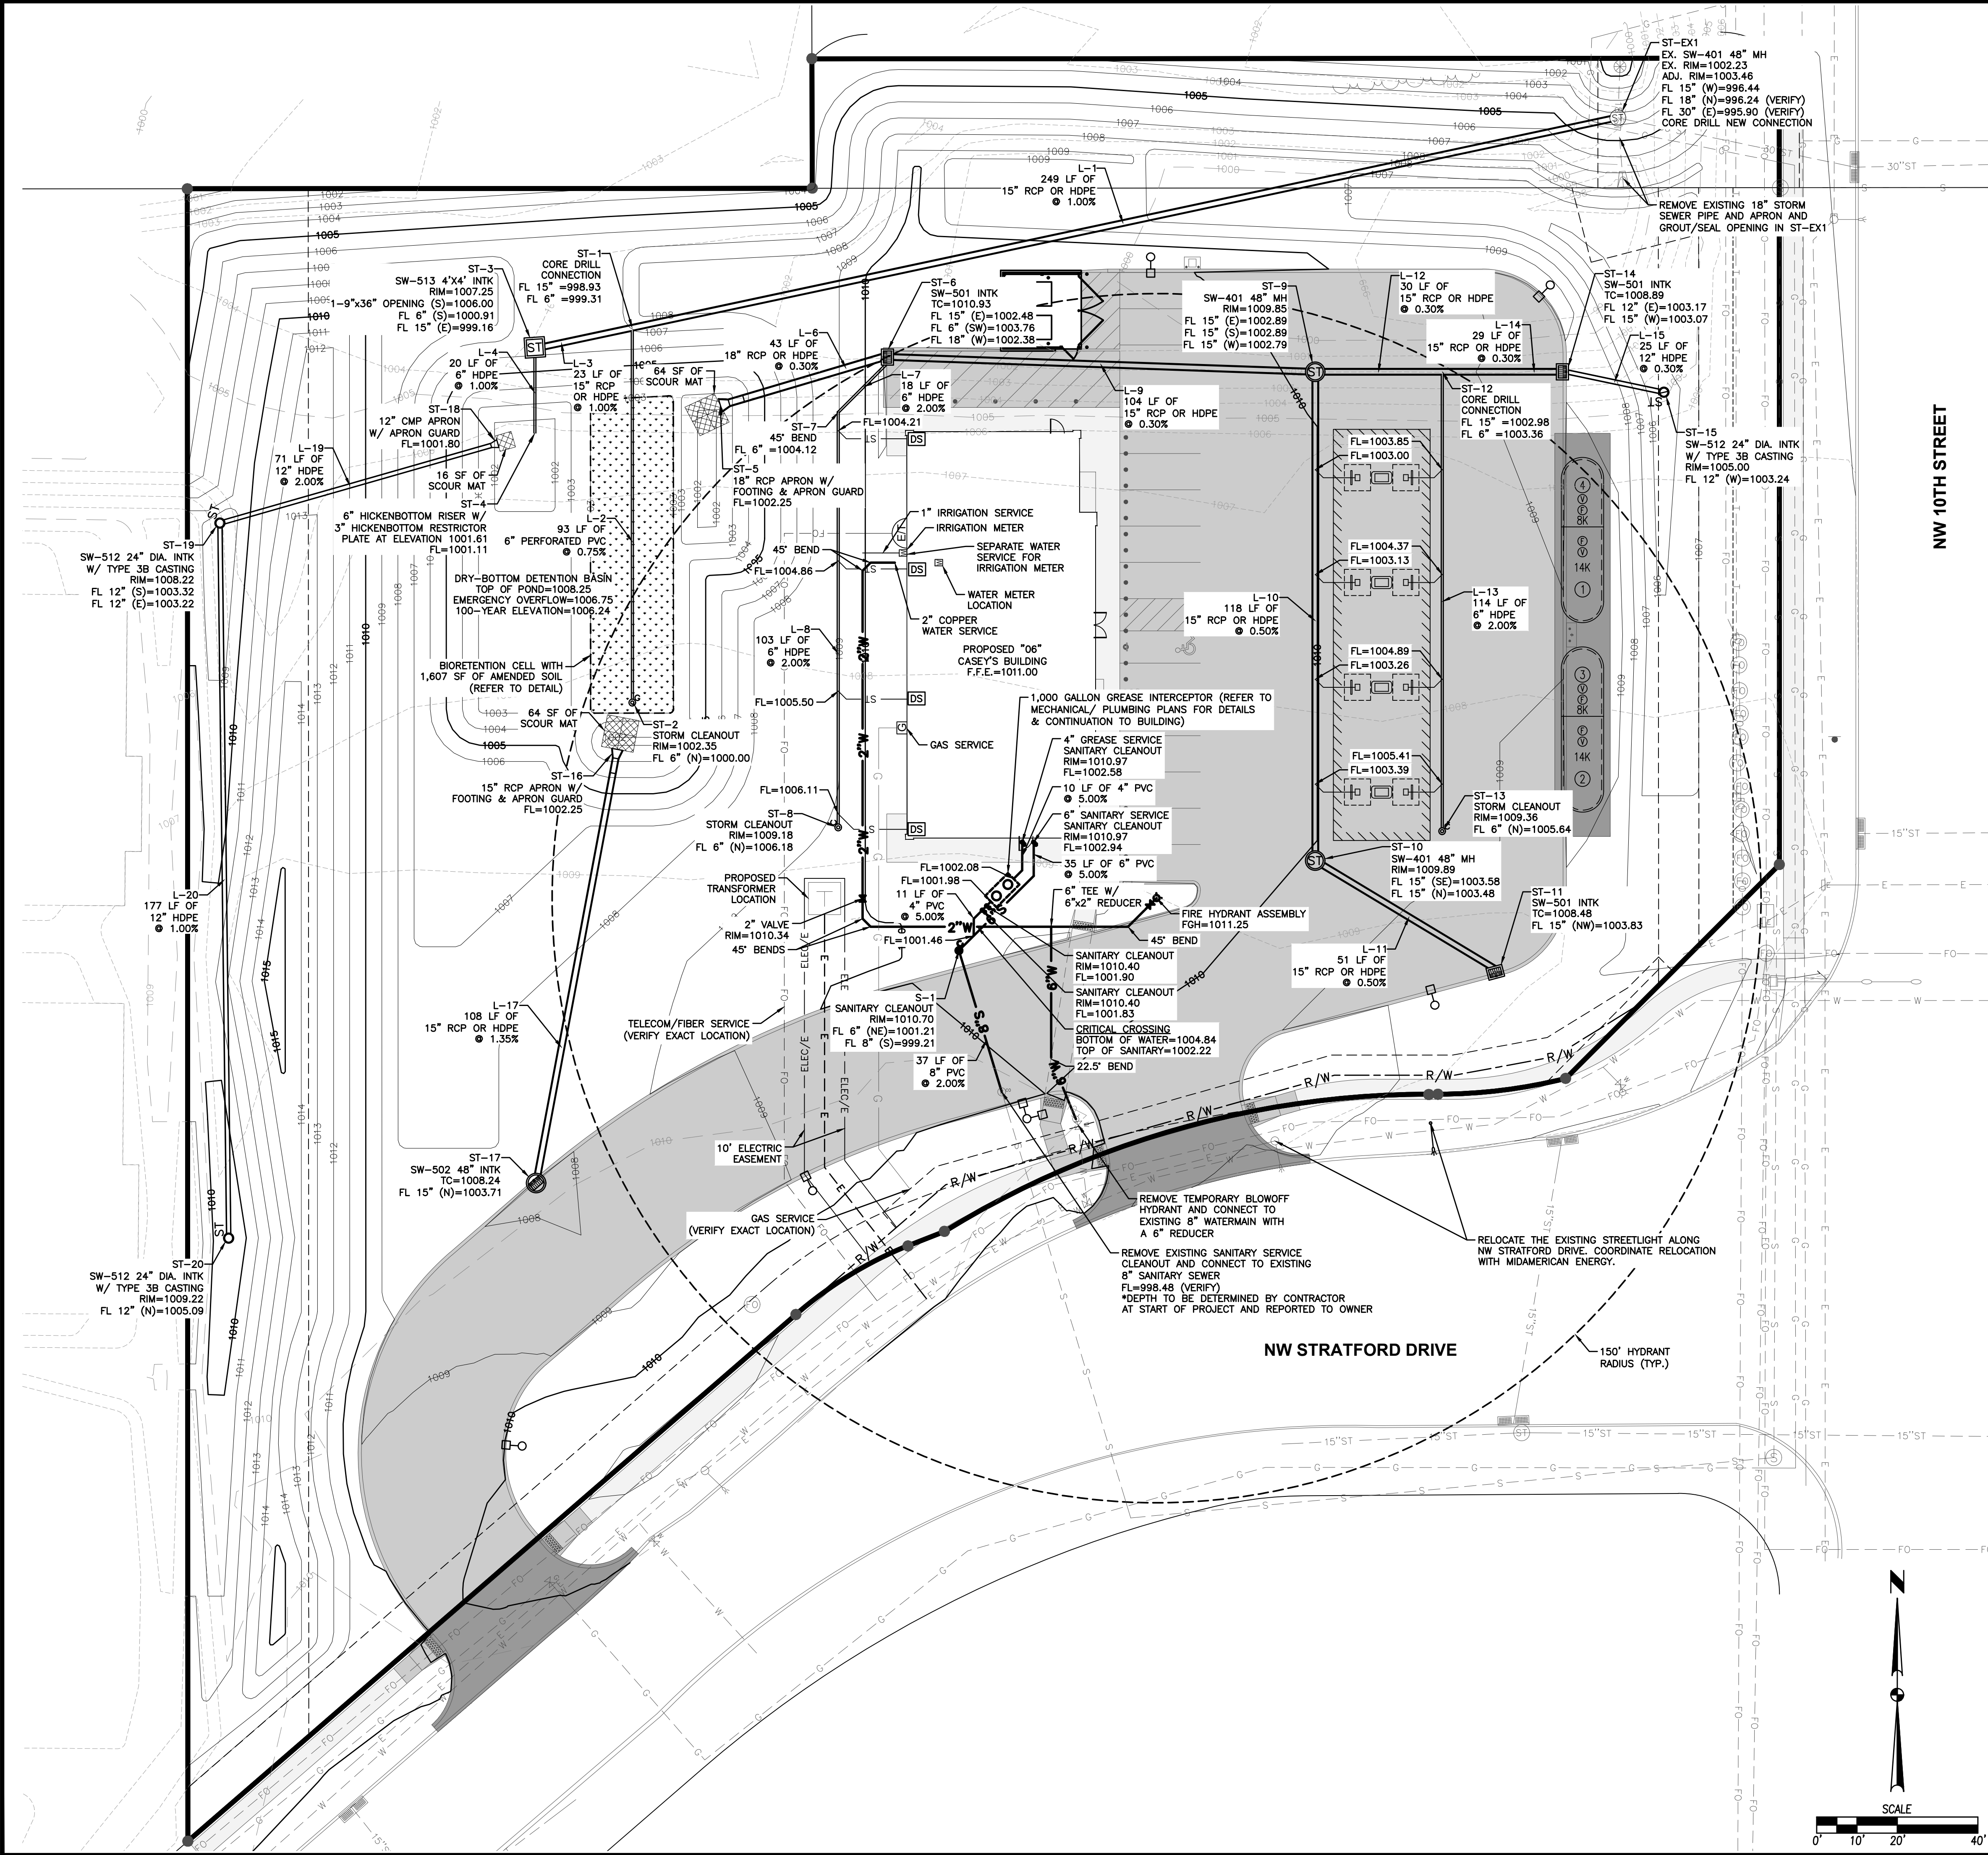 ST-EX1
EX. SW-401 48" MH
EX. RIM=1002.23
ADJ. RIM=1003.46
FL 15" (W)=996.44
FL 18" (N)=996.24 (VERIFY)
FL 30" (E)=995.90 (VERIFY)
CORE DRILL NEW CONNECTION
L-1
249 LF OF
15" RCP OR HDPE
@ 1.00%
30"ST
REMOVE EXISTING 18" STORM
SEWER PIPE AND APRON AND
GROUT/SEAL OPENING IN ST-EX1
ST-1
CORE DRILL
CONNECTION
FL 15" =998.93
FL 6" =999.31
ST-3
SW-513 4'X4' INTK
RIM=1007.25
1-9"x36" OPENING (S)=1006.00
FL 6" (S)=1000.91
FL 15" (E)=999.16
ST-6
SW-501 INTK
TC=1010.93
FL 15" (E)=1002.48
FL 6" (SW)=1003.76
FL 18" (W)=1002.38
ST-9
SW-401 48" MH
RIM=1009.85
FL 15" (E)=1002.89
FL 15" (S)=1002.89
FL 15" (W)=1002.79
L-12
30 LF OF
15" RCP OR HDPE
@ 0.30%
ST-14
SW-501 INTK
TC=1008.89
FL 12" (E)=1003.17
FL 15" (W)=1003.07
L-14
29 LF OF
15" RCP OR HDPE
@ 0.30%
L-15
25 LF OF
12" HDPE
@ 0.30%
L-6
43 LF OF
18" RCP OR HDPE
@ 0.30%
L-4
20 LF OF
6" HDPE
@ 1.00%
L-3
23 LF OF
15" RCP
OR HDPE
@ 1.00%
64 SF OF
SCOUR MAT
L-7
18 LF OF
6" HDPE
@ 2.00%
L-9
104 LF OF
15" RCP OR HDPE
@ 0.30%
ST-12
CORE DRILL
CONNECTION
FL 15" =1002.98
FL 6" =1003.36
ST-15
SW-512 24" DIA. INTK
W/ TYPE 3B CASTING
RIM=1005.00
FL 12" (W)=1003.24
NW 10TH STREET
ST-18
12" CMP APRON
W/ APRON GUARD
FL=1001.80
L-19
71 LF OF
12" HDPE
@ 2.00%
16 SF OF
SCOUR MAT
ST-7
45° BEND
FL 6" =1004.12
FL=1004.21
DS
FL=1003.85
FL=1003.00
ST-5
18" RCP APRON W/
FOOTING & APRON GUARD
FL=1002.25
ST-4
6" HICKENBOTTOM RISER W/
3" HICKENBOTTOM RESTRICTOR
PLATE AT ELEVATION 1001.61
FL=1001.11
L-2
93 LF OF
6" PERFORATED PVC
@ 0.75%
1" IRRIGATION SERVICE
IRRIGATION METER
SEPARATE WATER
SERVICE FOR
IRRIGATION METER
ST-19
SW-512 24" DIA. INTK
W/ TYPE 3B CASTING
RIM=1008.22
FL 12" (S)=1003.32
FL 12" (E)=1003.22
45° BEND
FL=1004.86
DS
DRY-BOTTOM DETENTION BASIN
TOP OF POND=1008.25
EMERGENCY OVERFLOW=1006.75
100-YEAR ELEVATION=1006.24
WATER METER
LOCATION
2" COPPER
WATER SERVICE
FL=1004.37
FL=1003.13
L-10
118 LF OF
15" RCP OR HDPE
@ 0.50%
L-13
114 LF OF
6" HDPE
@ 2.00%
4
V
F
8K
F
V
14K
1
3
V
F
8K
F
V
14K
2
L-8
103 LF OF
6" HDPE
@ 2.00%
PROPOSED "06"
CASEY'S BUILDING
F.F.E.=1011.00
FL=1004.89
FL=1003.26
BIORETENTION CELL WITH
1,607 SF OF AMENDED SOIL
(REFER TO DETAIL)
FL=1005.50
DS
1,000 GALLON GREASE INTERCEPTOR (REFER TO
MECHANICAL/ PLUMBING PLANS FOR DETAILS
& CONTINUATION TO BUILDING)
64 SF OF
SCOUR MAT
ST-2
STORM CLEANOUT
RIM=1002.35
FL 6" (N)=1000.00
GAS SERVICE
4" GREASE SERVICE
SANITARY CLEANOUT
RIM=1010.97
FL=1002.58
FL=1005.41
FL=1003.39
ST-16
15" RCP APRON W/
FOOTING & APRON GUARD
FL=1002.25
FL=1006.11
10 LF OF 4" PVC
@ 5.00%
ST-8
STORM CLEANOUT
RIM=1009.18
FL 6" (N)=1006.18
DS
6" SANITARY SERVICE
SANITARY CLEANOUT
RIM=1010.97
FL=1002.94
ST-13
STORM CLEANOUT
RIM=1009.36
FL 6" (N)=1005.64
15"ST
35 LF OF 6" PVC
@ 5.00%
ST-10
SW-401 48" MH
RIM=1009.89
FL 15" (SE)=1003.58
FL 15" (N)=1003.48
PROPOSED
TRANSFORMER
LOCATION
FL=1002.08
FL=1001.98
11 LF OF
4" PVC
@ 5.00%
6" TEE W/
6"x2" REDUCER
ST-11
SW-501 INTK
TC=1008.48
FL 15" (NW)=1003.83
L-20
177 LF OF
12" HDPE
@ 1.00%
2" VALVE
RIM=1010.34
45° BENDS
2"W
FL=1001.46
FIRE HYDRANT ASSEMBLY
FGH=1011.25
45° BEND
L-11
51 LF OF
15" RCP OR HDPE
@ 0.50%
SANITARY CLEANOUT
RIM=1010.40
FL=1001.90
SANITARY CLEANOUT
RIM=1010.40
FL=1001.83
L-17
108 LF OF
15" RCP OR HDPE
@ 1.35%
TELECOM/FIBER SERVICE
(VERIFY EXACT LOCATION)
S-1
SANITARY CLEANOUT
RIM=1010.70
FL 6" (NE)=1001.21
FL 8" (S)=999.21
CRITICAL CROSSING
BOTTOM OF WATER=1004.84
TOP OF SANITARY=1002.22
22.5° BEND
37 LF OF
8" PVC
@ 2.00%
8"S
6"W
R/W
10' ELECTRIC
EASEMENT
ST-17
SW-502 48" INTK
TC=1008.24
FL 15" (N)=1003.71
GAS SERVICE
(VERIFY EXACT LOCATION)
REMOVE TEMPORARY BLOWOFF
HYDRANT AND CONNECT TO
EXISTING 8" WATERMAIN WITH
A 6" REDUCER
RELOCATE THE EXISTING STREETLIGHT ALONG
NW STRATFORD DRIVE. COORDINATE RELOCATION
WITH MIDAMERICAN ENERGY.
REMOVE EXISTING SANITARY SERVICE
CLEANOUT AND CONNECT TO EXISTING
8" SANITARY SEWER
FL=998.48 (VERIFY)
*DEPTH TO BE DETERMINED BY CONTRACTOR
AT START OF PROJECT AND REPORTED TO OWNER
ST-20
SW-512 24" DIA. INTK
W/ TYPE 3B CASTING
RIM=1009.22
FL 12" (N)=1005.09
NW STRATFORD DRIVE
150' HYDRANT
RADIUS (TYP.)
15"ST
N
SCALE
0' 10' 20' 40'